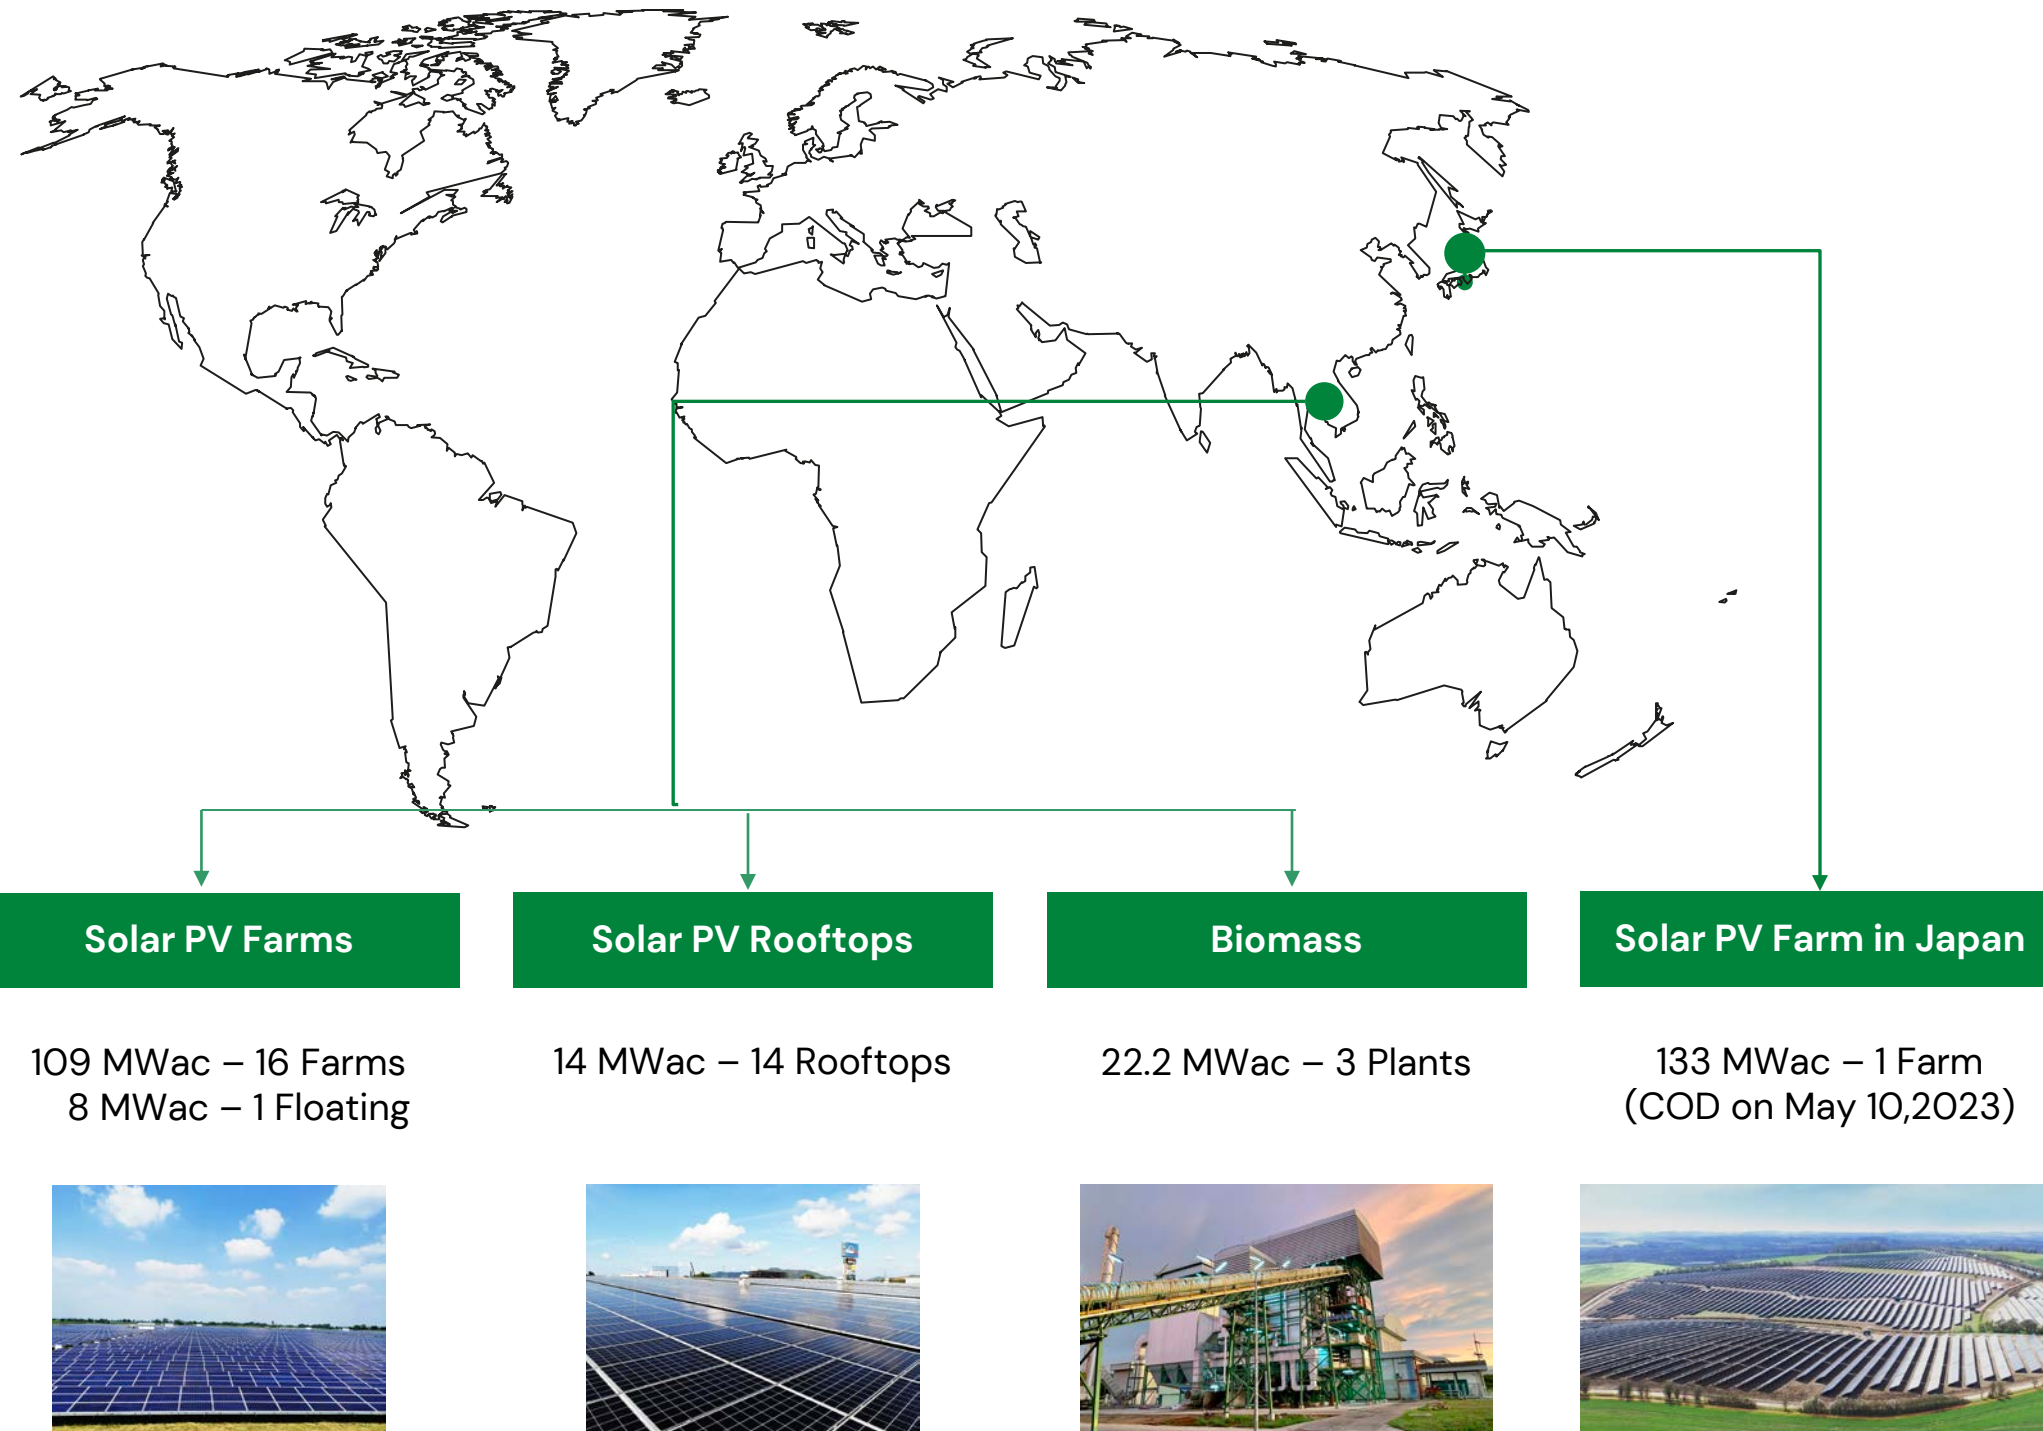 Solar PV Farms
109 MWac – 16 Farms
8 MWac – 1 Floating
Solar PV Rooftops
14 MWac – 14 Rooftops
Biomass
22.2 MWac – 3 Plants
Solar PV Farm in Japan
133 MWac – 1 Farm
(COD on May 10,2023)